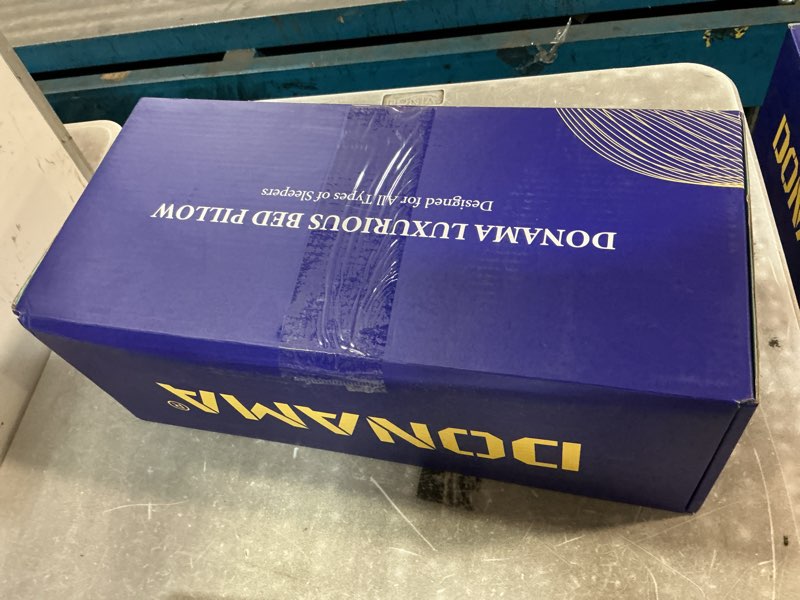 DONAMA LUXURIOUS BED PILLOW
Designed for All Types of Sleepers
DONAMA®